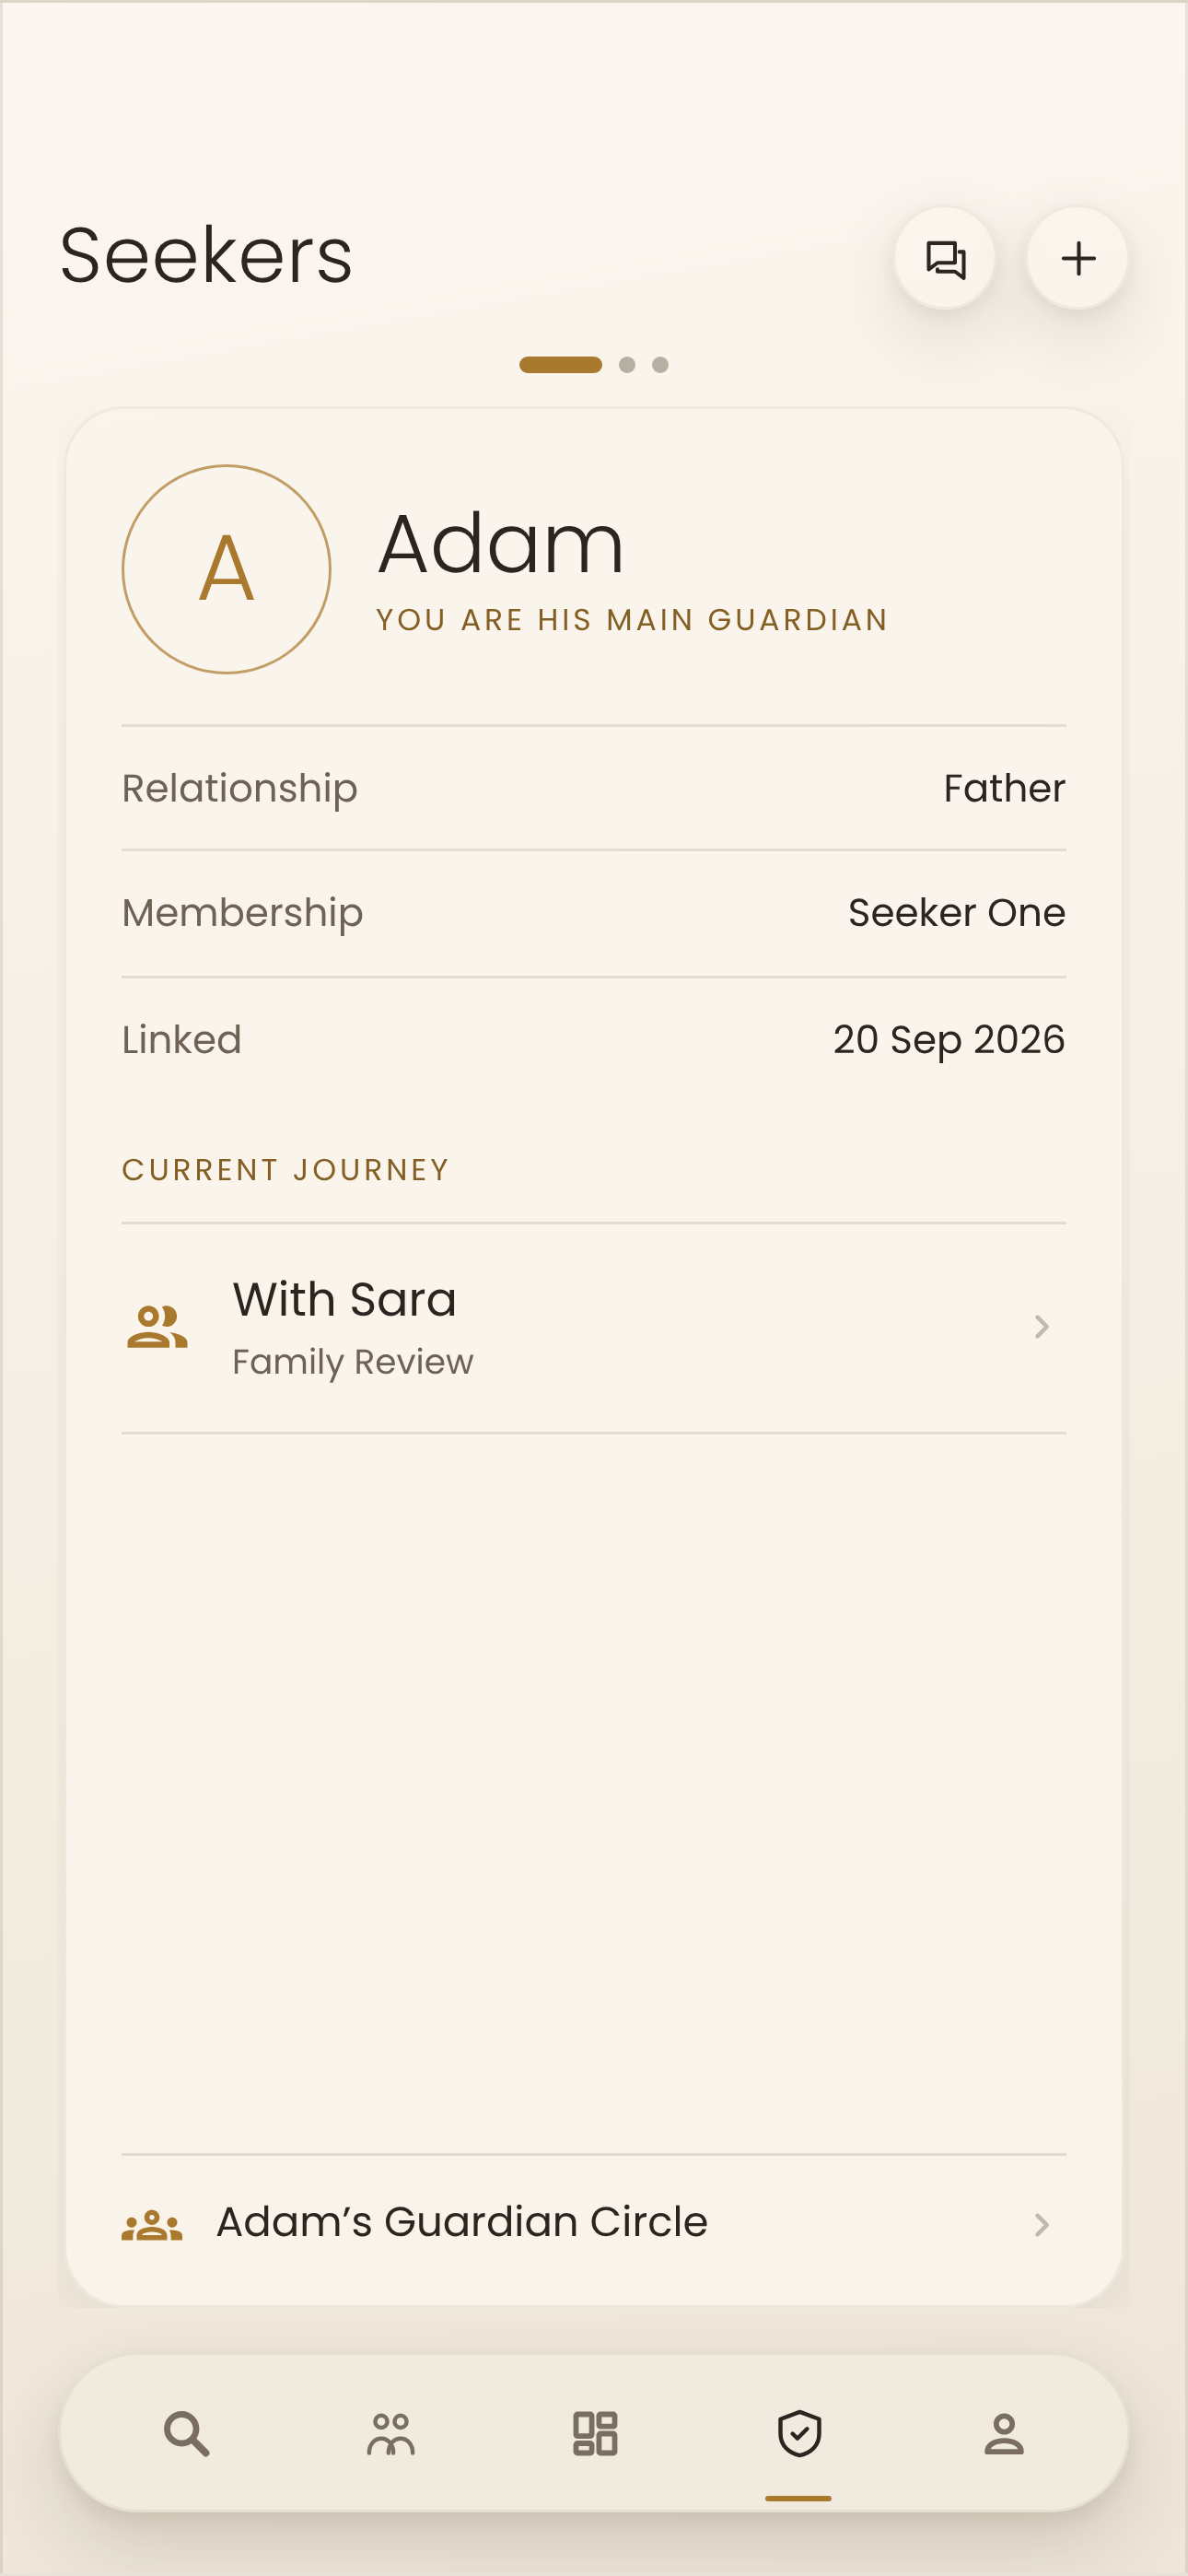 Seekers
A
Adam
YOU ARE HIS MAIN GUARDIAN
Relationship Father
Membership Seeker One
Linked 20 Sep 2026
CURRENT JOURNEY
With Sara
Family Review
Adam’s Guardian Circle